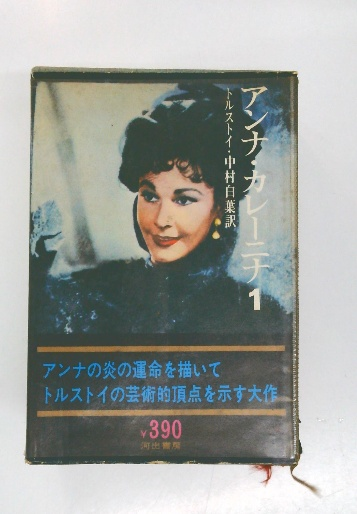 アンナ・カレーニナ1
トルストイ・中村白葉訳
アンナの炎の運命を描いて
トルストイの芸術的頂点を示す大作
¥390
河出書房